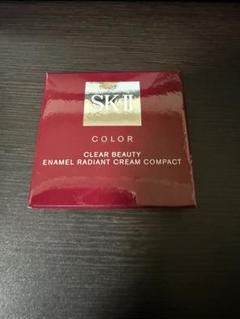 SK-II
COLOR
CLEAR BEAUTY
ENAMEL RADIANT CREAM COMPACT